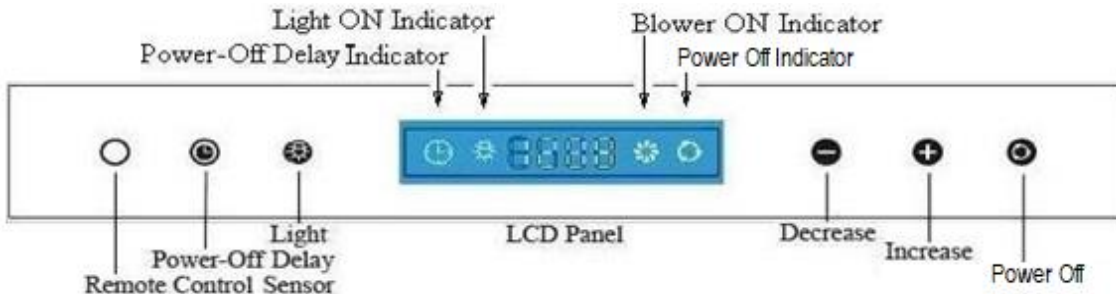 Light ON Indicator
Blower ON Indicator
Power-Off Delay Indicator
Power Off Indicator
Light
LCD Panel
Decrease
Power-Off Delay
Increase
Remote Control Sensor
Power Off